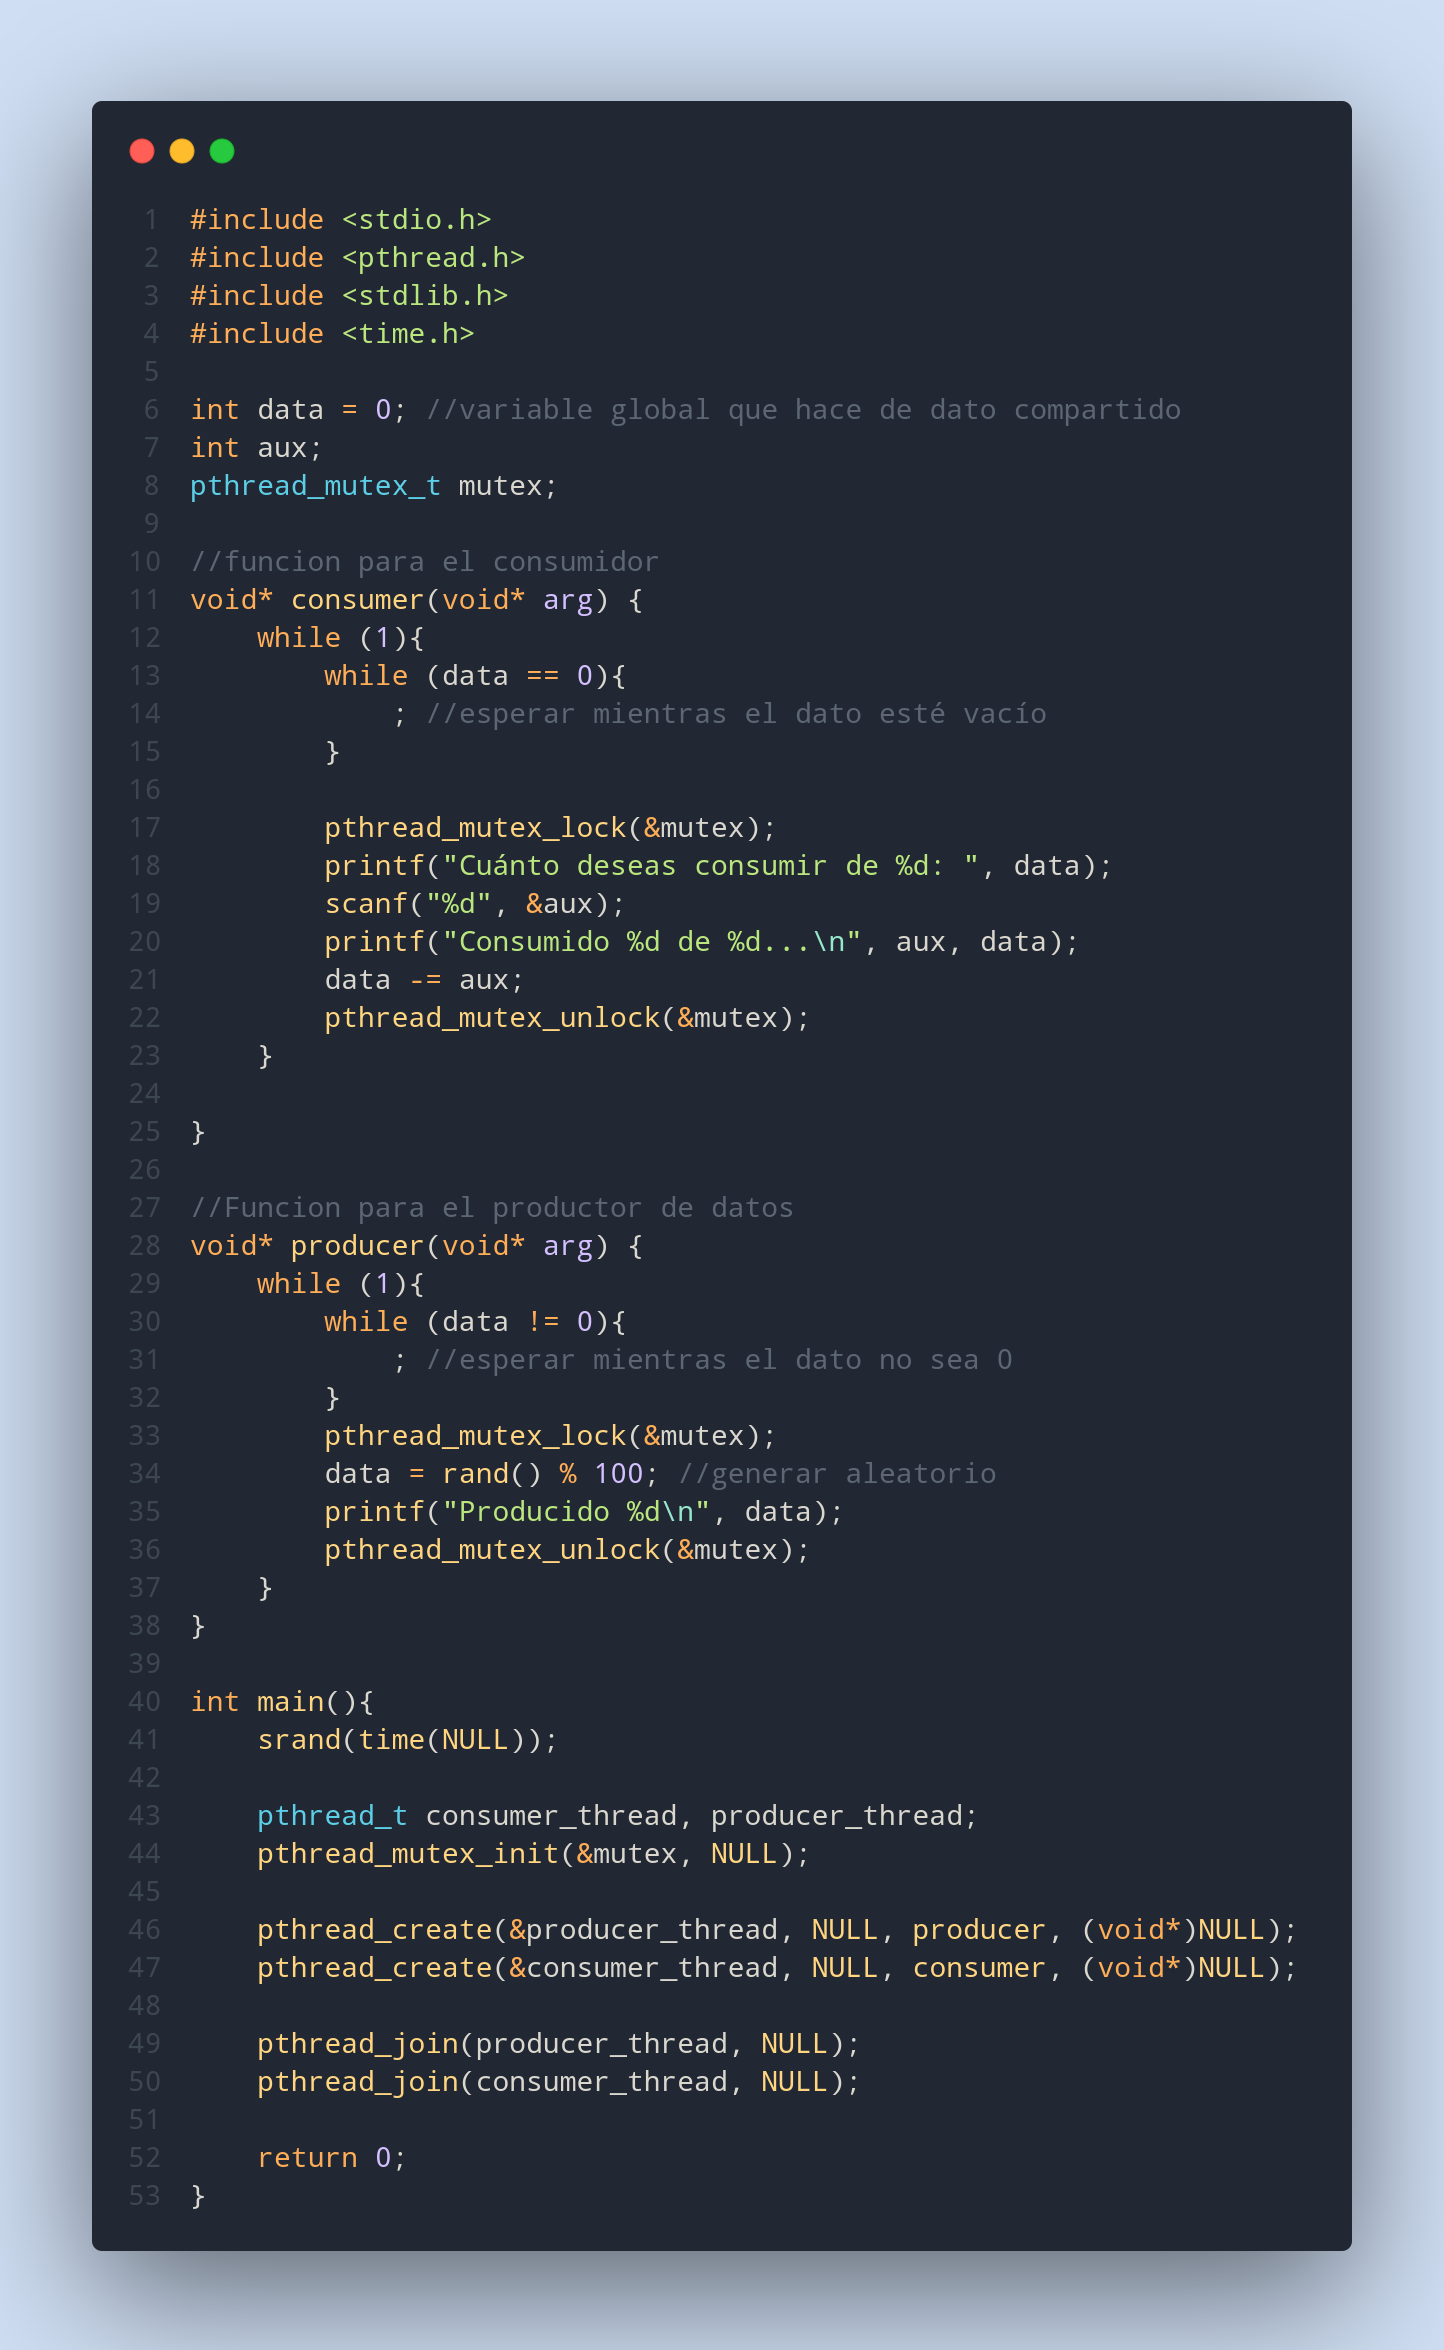 1 #include <stdio.h>
2 #include <pthread.h>
3 #include <stdlib.h>
4 #include <time.h>
5
6 int data = 0; //variable global que hace de dato compartido
7 int aux;
8 pthread_mutex_t mutex;
9
10 //funcion para el consumidor
11 void* consumer(void* arg) {
12     while (1){
13         while (data == 0){
14             ; //esperar mientras el dato esté vacío
15         }
16
17         pthread_mutex_lock(&mutex);
18         printf("Cuánto deseas consumir de %d: ", data);
19         scanf("%d", &aux);
20         printf("Consumido %d de %d...\n", aux, data);
21         data -= aux;
22         pthread_mutex_unlock(&mutex);
23     }
24
25 }
26
27 //Funcion para el productor de datos
28 void* producer(void* arg) {
29     while (1){
30         while (data != 0){
31             ; //esperar mientras el dato no sea 0
32         }
33         pthread_mutex_lock(&mutex);
34         data = rand() % 100; //generar aleatorio
35         printf("Producido %d\n", data);
36         pthread_mutex_unlock(&mutex);
37     }
38 }
39
40 int main(){
41     srand(time(NULL));
42
43     pthread_t consumer_thread, producer_thread;
44     pthread_mutex_init(&mutex, NULL);
45
46     pthread_create(&producer_thread, NULL, producer, (void*)NULL);
47     pthread_create(&consumer_thread, NULL, consumer, (void*)NULL);
48
49     pthread_join(producer_thread, NULL);
50     pthread_join(consumer_thread, NULL);
51
52     return 0;
53 }